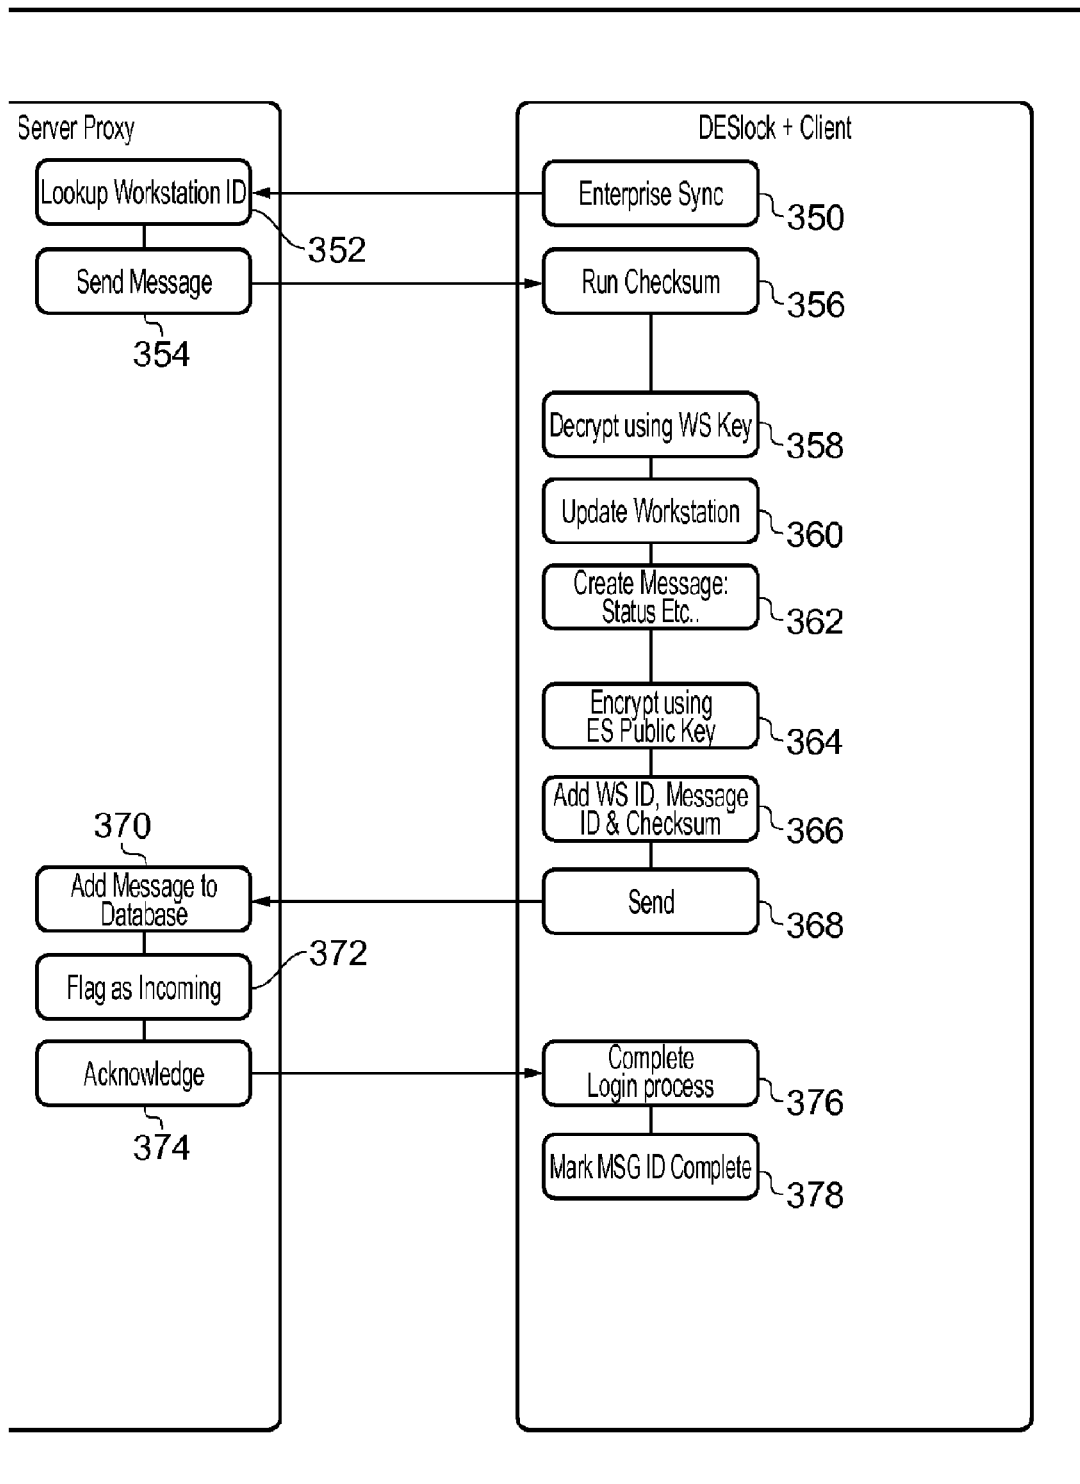 Server Proxy
DESlock + Client
Lookup Workstation ID
Enterprise Sync
350
352
Send Message
Run Checksum
356
354
Decrypt using WS Key
358
Update Workstation
360
Create Message:
Status Etc..
362
Encrypt using
ES Public Key
364
Add WS ID, Message
ID & Checksum
366
370
Add Message to
Database
Send
368
372
Flag as Incoming
Acknowledge
Complete
Login process
376
374
Mark MSG ID Complete
378